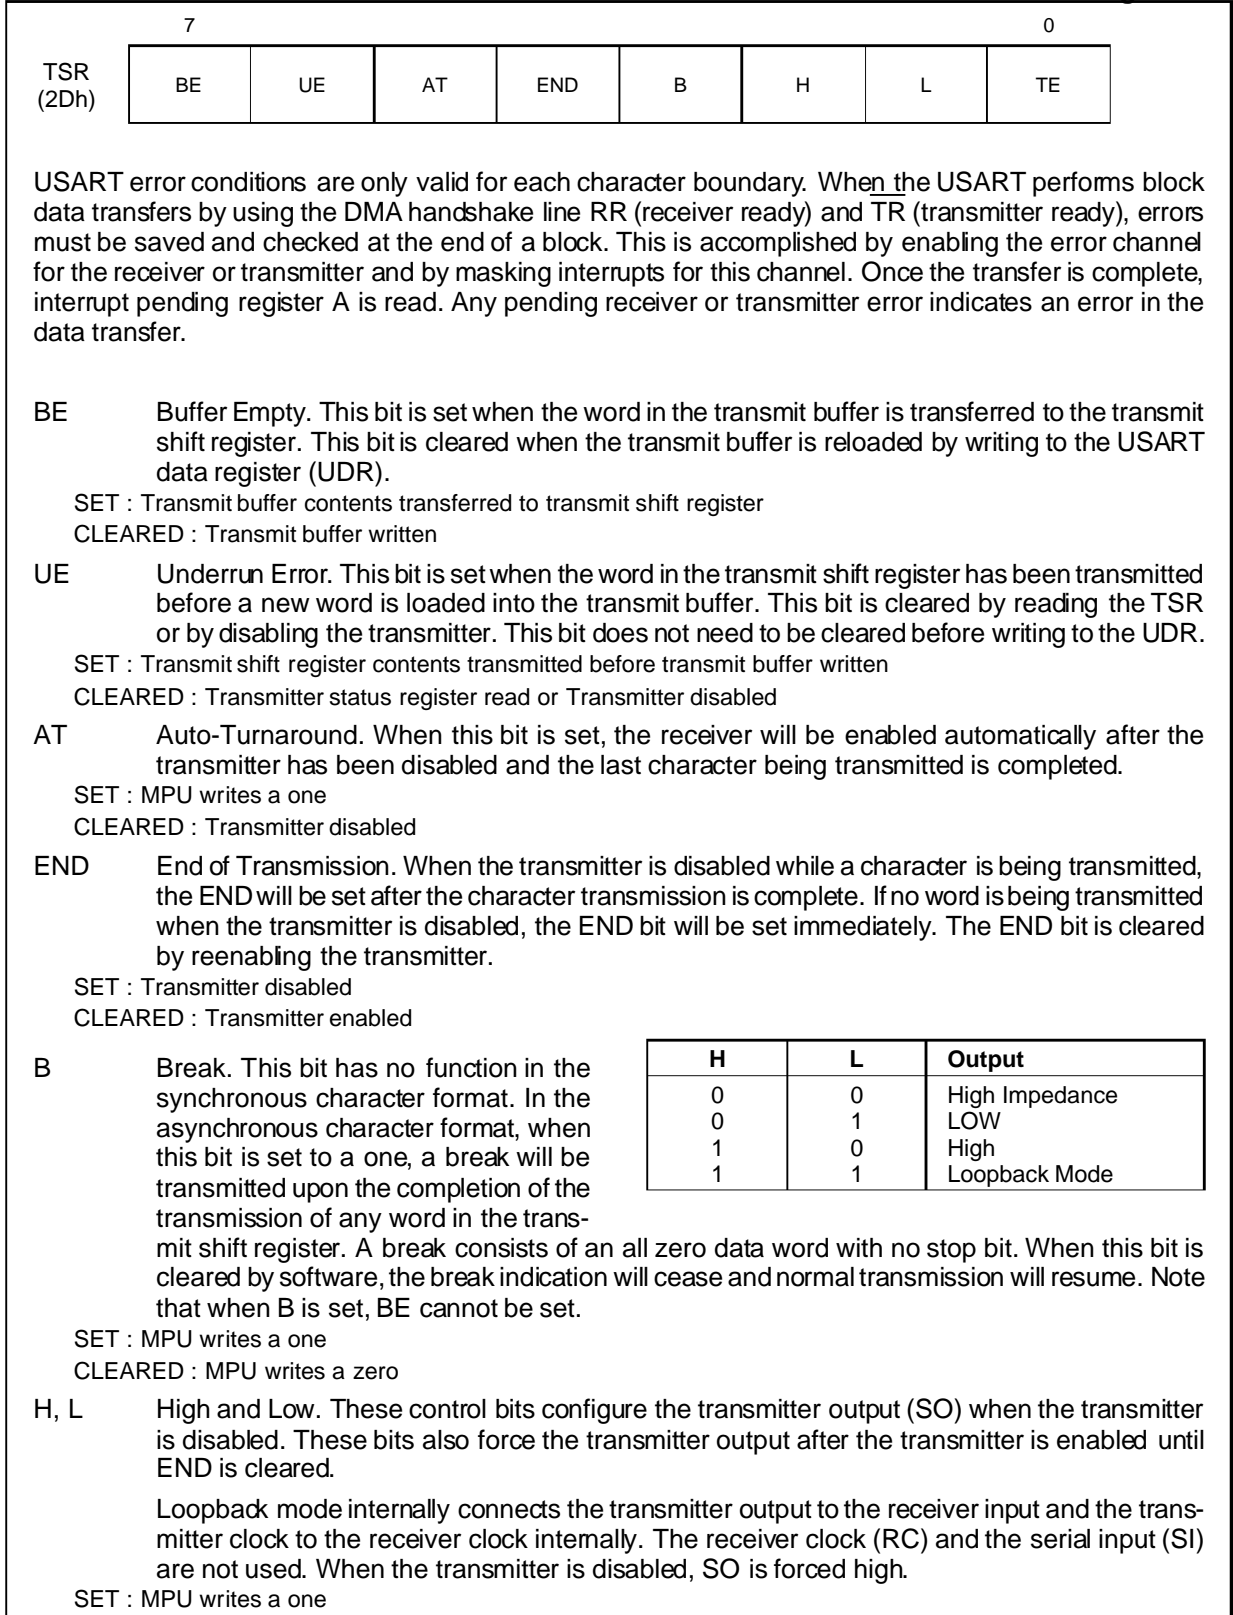 7 0
TSR
(2Dh)
BE UE AT END B H L TE
USART error conditions are only valid for each character boundary. When the USART performs block
data transfers by using the DMA handshake line RR (receiver ready) and TR (transmitter ready), errors
must be saved and checked at the end of a block. This is accomplished by enabling the error channel
for the receiver or transmitter and by masking interrupts for this channel. Once the transfer is complete,
interrupt pending register A is read. Any pending receiver or transmitter error indicates an error in the
data transfer.
BE Buffer Empty. This bit is set when the word in the transmit buffer is transferred to the transmit
shift register. This bit is cleared when the transmit buffer is reloaded by writing to the USART
data register (UDR).
SET : Transmit buffer contents transferred to transmit shift register
CLEARED : Transmit buffer written
UE Underrun Error. This bit is set when the word in the transmit shift register has been transmitted
before a new word is loaded into the transmit buffer. This bit is cleared by reading the TSR
or by disabling the transmitter. This bit does not need to be cleared before writing to the UDR.
SET : Transmit shift register contents transmitted before transmit buffer written
CLEARED : Transmitter status register read or Transmitter disabled
AT Auto-Turnaround. When this bit is set, the receiver will be enabled automatically after the
transmitter has been disabled and the last character being transmitted is completed.
SET : MPU writes a one
CLEARED : Transmitter disabled
END End of Transmission. When the transmitter is disabled while a character is being transmitted,
the END will be set after the character transmission is complete. If no word is being transmitted
when the transmitter is disabled, the END bit will be set immediately. The END bit is cleared
by reenabling the transmitter.
SET : Transmitter disabled
CLEARED : Transmitter enabled
B Break. This bit has no function in the
synchronous character format. In the
asynchronous character format, when
this bit is set to a one, a break will be
transmitted upon the completion of the
transmission of any word in the trans-
H L Output
0 0 High Impedance
0 1 LOW
1 0 High
1 1 Loopback Mode
mit shift register. A break consists of an all zero data word with no stop bit. When this bit is
cleared by software, the break indication will cease and normal transmission will resume. Note
that when B is set, BE cannot be set.
SET : MPU writes a one
CLEARED : MPU writes a zero
H, L High and Low. These control bits configure the transmitter output (SO) when the transmitter
is disabled. These bits also force the transmitter output after the transmitter is enabled until
END is cleared.
Loopback mode internally connects the transmitter output to the receiver input and the trans-
mitter clock to the receiver clock internally. The receiver clock (RC) and the serial input (SI)
are not used. When the transmitter is disabled, SO is forced high.
SET : MPU writes a one